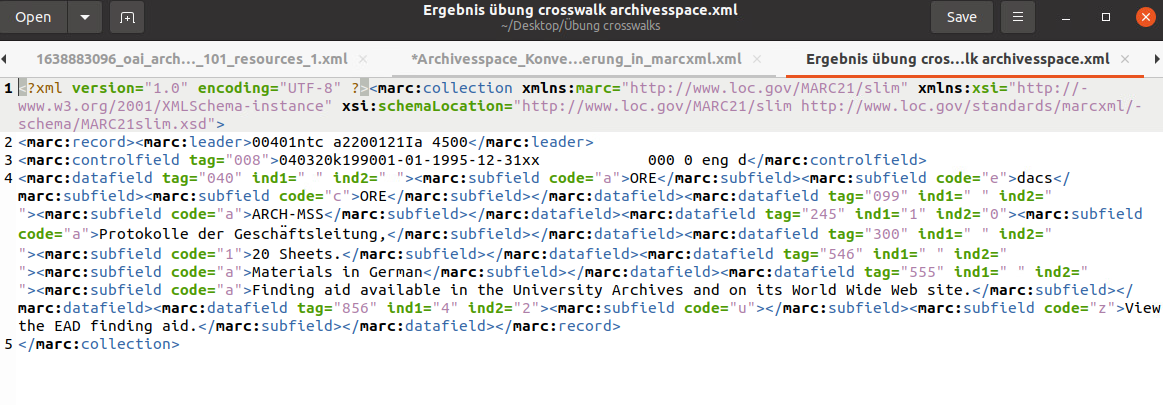 Open
Ergebnis übung crosswalk archivesspace.xml
~/Desktop/Übung crosswalks
Save
1638883096_oai_arch…_101_resources_1.xml
*Archivesspace_Konve…erung_in_marcxml.xml
Ergebnis übung cros…lk archivesspace.xml
1 <?xml version="1.0" encoding="UTF-8" ?><marc:collection xmlns:marc="http://www.loc.gov/MARC21/slim" xmlns:xsi="http://-
www.w3.org/2001/XMLSchema-instance" xsi:schemaLocation="http://www.loc.gov/MARC21/slim http://www.loc.gov/standards/marcxml/-
schema/MARC21slim.xsd">
2 <marc:record><marc:leader>00401ntc a2200121Ia 4500</marc:leader>
3 <marc:controlfield tag="008">040320k199001-01-1995-12-31xx             000 0 eng d</marc:controlfield>
4 <marc:datafield tag="040" ind1=" " ind2=" "><marc:subfield code="a">ORE</marc:subfield><marc:subfield code="e">dacs</
marc:subfield><marc:subfield code="c">ORE</marc:subfield></marc:datafield><marc:datafield tag="099" ind1=" " ind2="
"><marc:subfield code="a">ARCH-MSS</marc:subfield></marc:datafield><marc:datafield tag="245" ind1="1" ind2="0"><marc:subfield
code="a">Protokolle der Geschäftsleitung,</marc:subfield></marc:datafield><marc:datafield tag="300" ind1=" " ind2="
"><marc:subfield code="1">20 Sheets.</marc:subfield></marc:datafield><marc:datafield tag="546" ind1=" " ind2="
"><marc:subfield code="a">Materials in German</marc:subfield></marc:datafield><marc:datafield tag="555" ind1=" " ind2="
"><marc:subfield code="a">Finding aid available in the University Archives and on its World Wide Web site.</marc:subfield></
marc:datafield><marc:datafield tag="856" ind1="4" ind2="2"><marc:subfield code="u"></marc:subfield><marc:subfield code="z">View
the EAD finding aid.</marc:subfield></marc:datafield></marc:record>
5 </marc:collection>